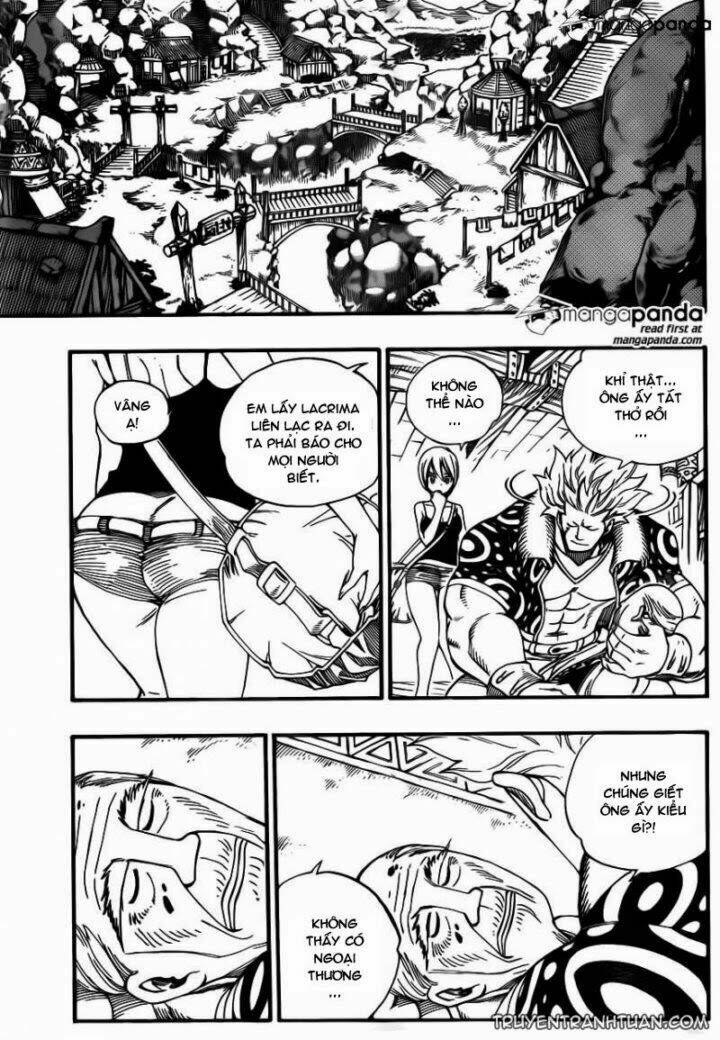 mangapanda
mangapanda
read first at
mangapanda.com
KHỈ THẬT...
ÔNG ẤY TẮT
THỞ RỒI
...
KHÔNG
THỂ NÀO
...
EM LẤY LACRIMA
LIÊN LẠC RA ĐI.
TA PHẢI BÁO CHO
MỌI NGƯỜI
BIẾT.
VÂNG
Ạ!
NHƯNG
CHÚNG GIẾT
ÔNG ẤY KIỂU
GÌ?!
KHÔNG
THẤY CÓ
NGOẠI
THƯƠNG
...
TRUYENTRANHTUAN.COM